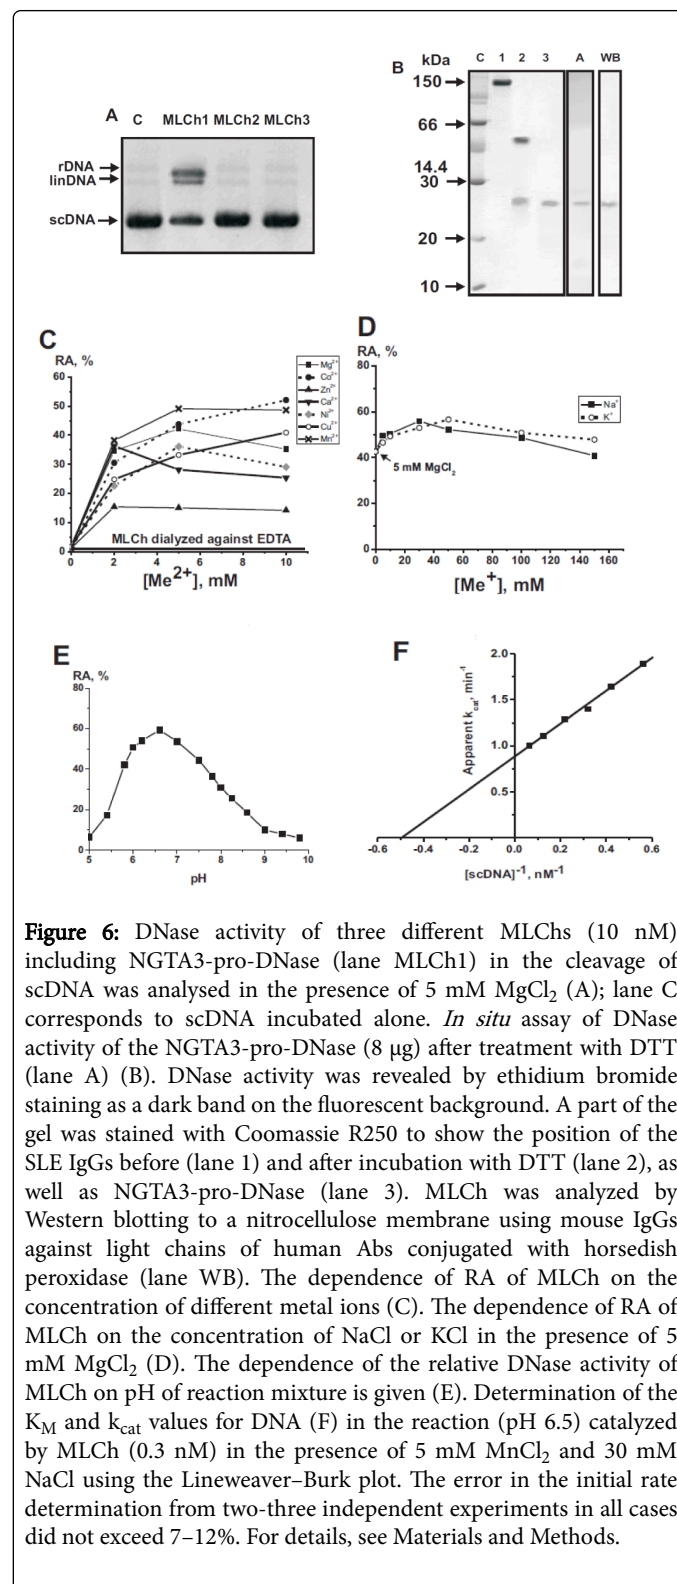 A
C MLCh1 MLCh2 MLCh3
rDNA
linDNA
scDNA
B
kDa C 1 2 3 A WB
150
66
14.4
30
20
10
C
RA, %
60
50
40
30
20
10
0
0 2 4 6 8 10
[Me2+], mM
MLCh dialyzed against EDTA
Mg2+
Co2+
Zn2+
Ca2+
Ni2+
Cu2+
Mn2+
D
RA, %
80
60
40
20
0
0 20 40 60 80 100 120 140 160
[Me+], mM
Na+
K+
5 mM MgCl2
E
RA, %
80
60
40
20
0
5 6 7 8 9 10
pH
F
Apparent kcat, min-1
2.0
1.5
1.0
0.5
-0.6 -0.4 -0.2 0.0 0.2 0.4 0.6
[scDNA]-1, nM-1
Figure 6: DNase activity of three different MLChs (10 nM)
including NGTA3-pro-DNase (lane MLCh1) in the cleavage of
scDNA was analysed in the presence of 5 mM MgCl2 (A); lane C
corresponds to scDNA incubated alone. In situ assay of DNase
activity of the NGTA3-pro-DNase (8 µg) after treatment with DTT
(lane A) (B). DNase activity was revealed by ethidium bromide
staining as a dark band on the fluorescent background. A part of the
gel was stained with Coomassie R250 to show the position of the
SLE IgGs before (lane 1) and after incubation with DTT (lane 2), as
well as NGTA3-pro-DNase (lane 3). MLCh was analyzed by
Western blotting to a nitrocellulose membrane using mouse IgGs
against light chains of human Abs conjugated with horsedish
peroxidase (lane WB). The dependence of RA of MLCh on the
concentration of different metal ions (C). The dependence of RA of
MLCh on the concentration of NaCl or KCl in the presence of 5
mM MgCl2 (D). The dependence of the relative DNase activity of
MLCh on pH of reaction mixture is given (E). Determination of the
KM and kcat values for DNA (F) in the reaction (pH 6.5) catalyzed
by MLCh (0.3 nM) in the presence of 5 mM MnCl2 and 30 mM
NaCl using the Lineweaver–Burk plot. The error in the initial rate
determination from two-three independent experiments in all cases
did not exceed 7–12%. For details, see Materials and Methods.